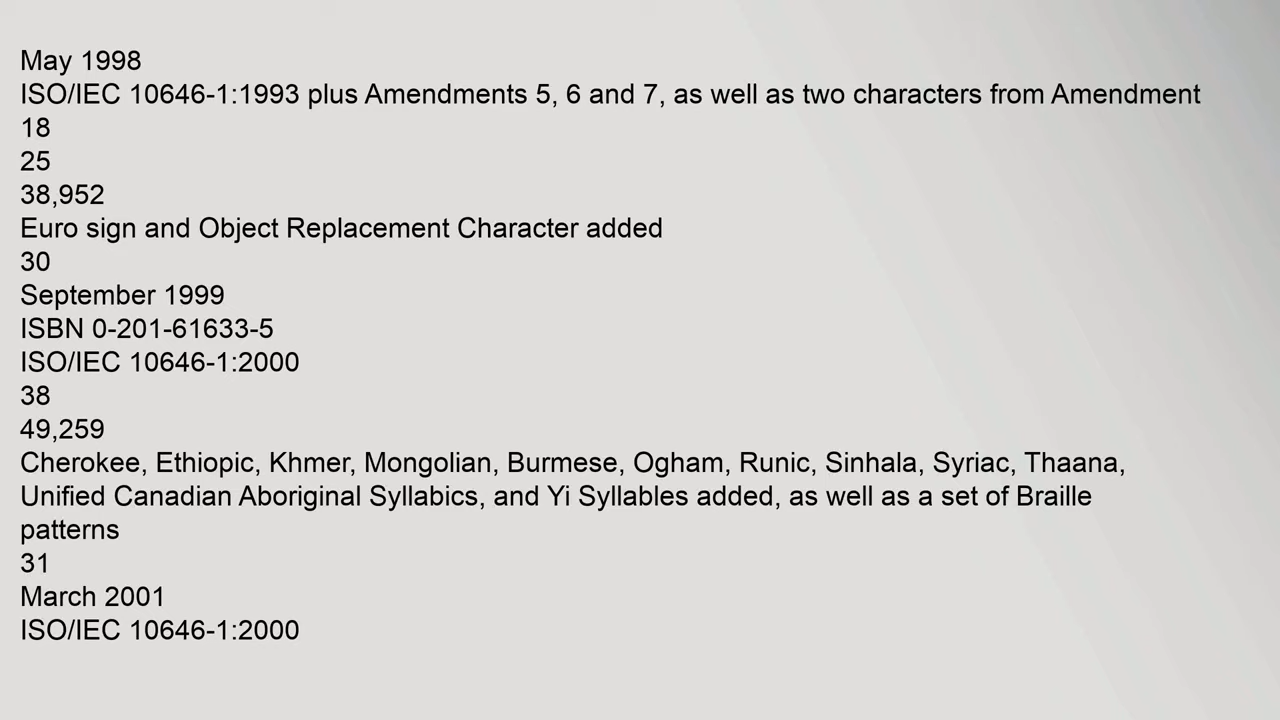 May 1998
ISO/IEC 10646-1:1993 plus Amendments 5, 6 and 7, as well as two characters from Amendment
18
25
38,952
Euro sign and Object Replacement Character added
30
September 1999
ISBN 0-201-61633-5
ISO/IEC 10646-1:2000
38
49,259
Cherokee, Ethiopic, Khmer, Mongolian, Burmese, Ogham, Runic, Sinhala, Syriac, Thaana,
Unified Canadian Aboriginal Syllabics, and Yi Syllables added, as well as a set of Braille
patterns
31
March 2001
ISO/IEC 10646-1:2000